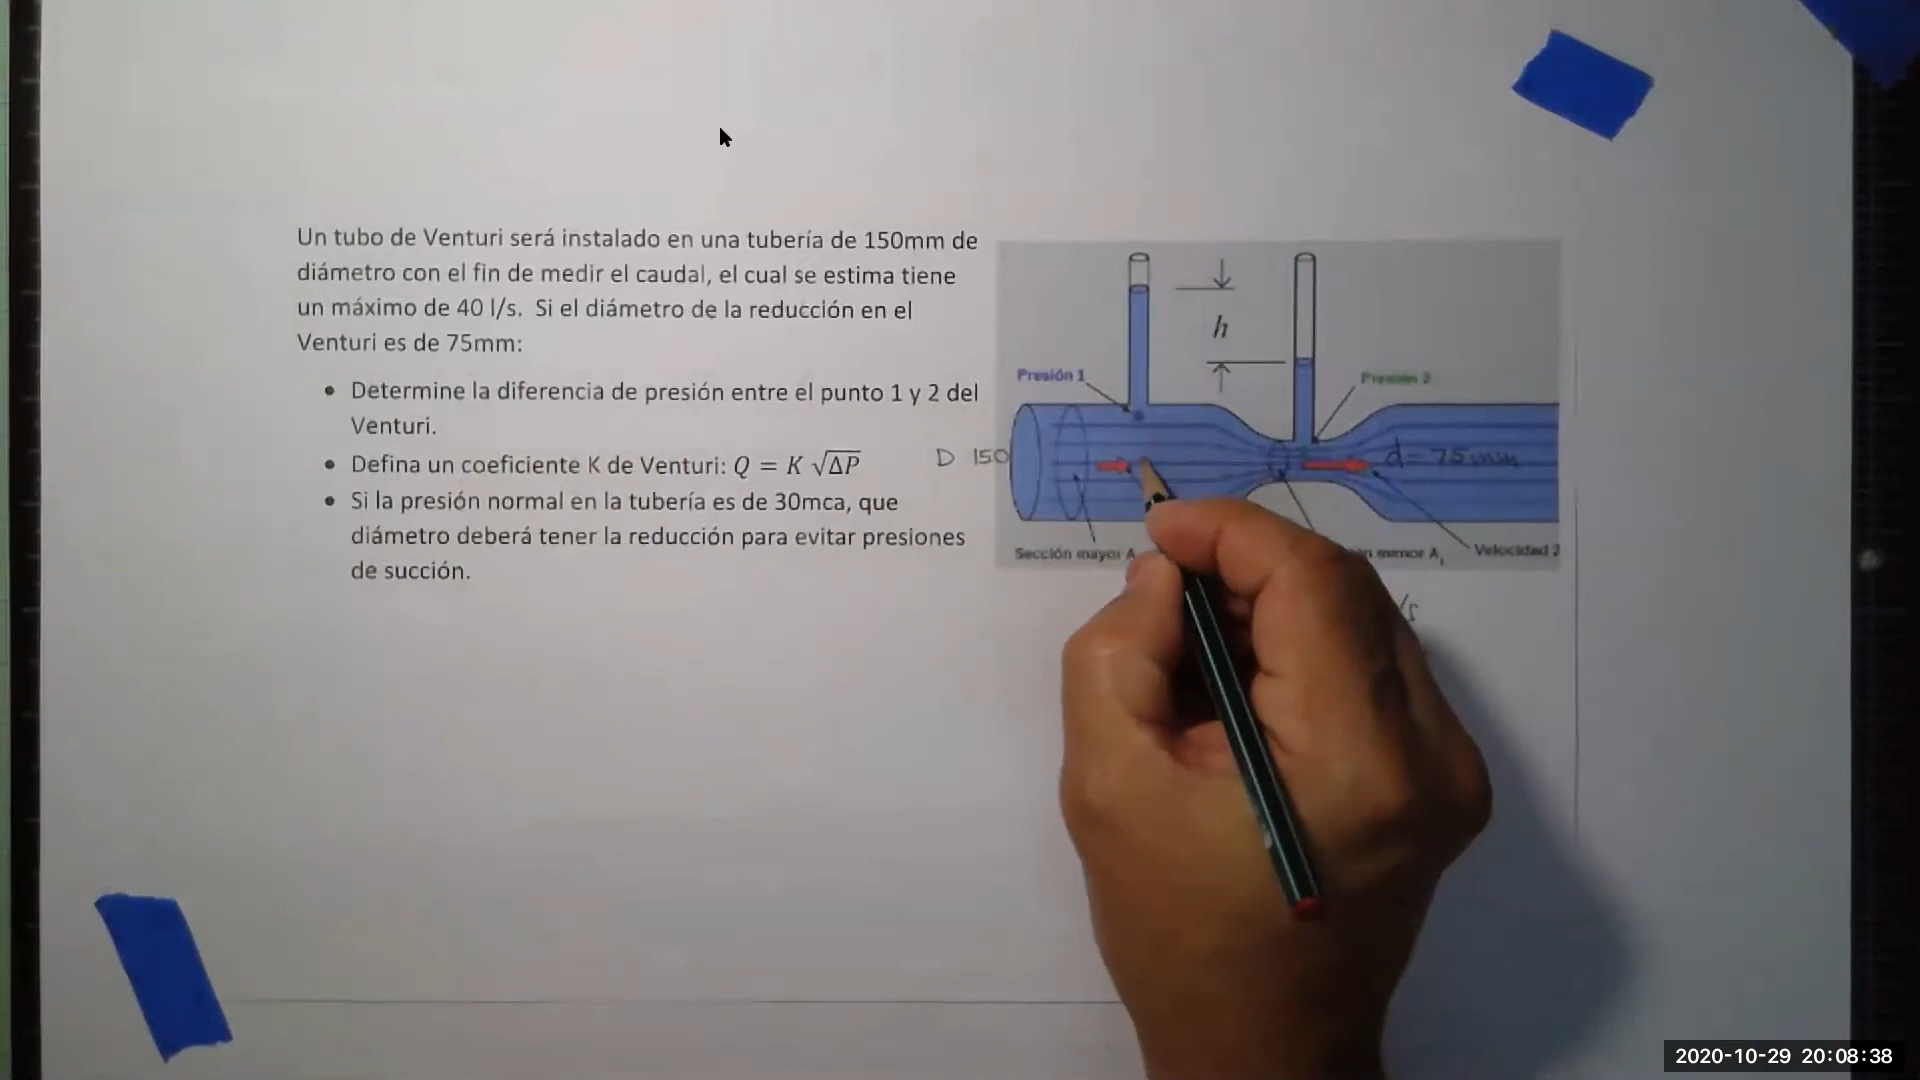 Un tubo de Venturi será instalado en una tubería de 150mm de
diámetro con el fin de medir el caudal, el cual se estima tiene
un máximo de 40 l/s. Si el diámetro de la reducción en el
Venturi es de 75mm:
• Determine la diferencia de presión entre el punto 1 y 2 del
Venturi.
• Defina un coeficiente K de Venturi: Q = K √ΔP
• Si la presión normal en la tubería es de 30mca, que
diámetro deberá tener la reducción para evitar presiones
de succión.
h
Presión 1
Presión 2
D 150
d = 75mm
Sección mayor A
menor A₁
Velocidad 2
/s
2020-10-29 20:08:38